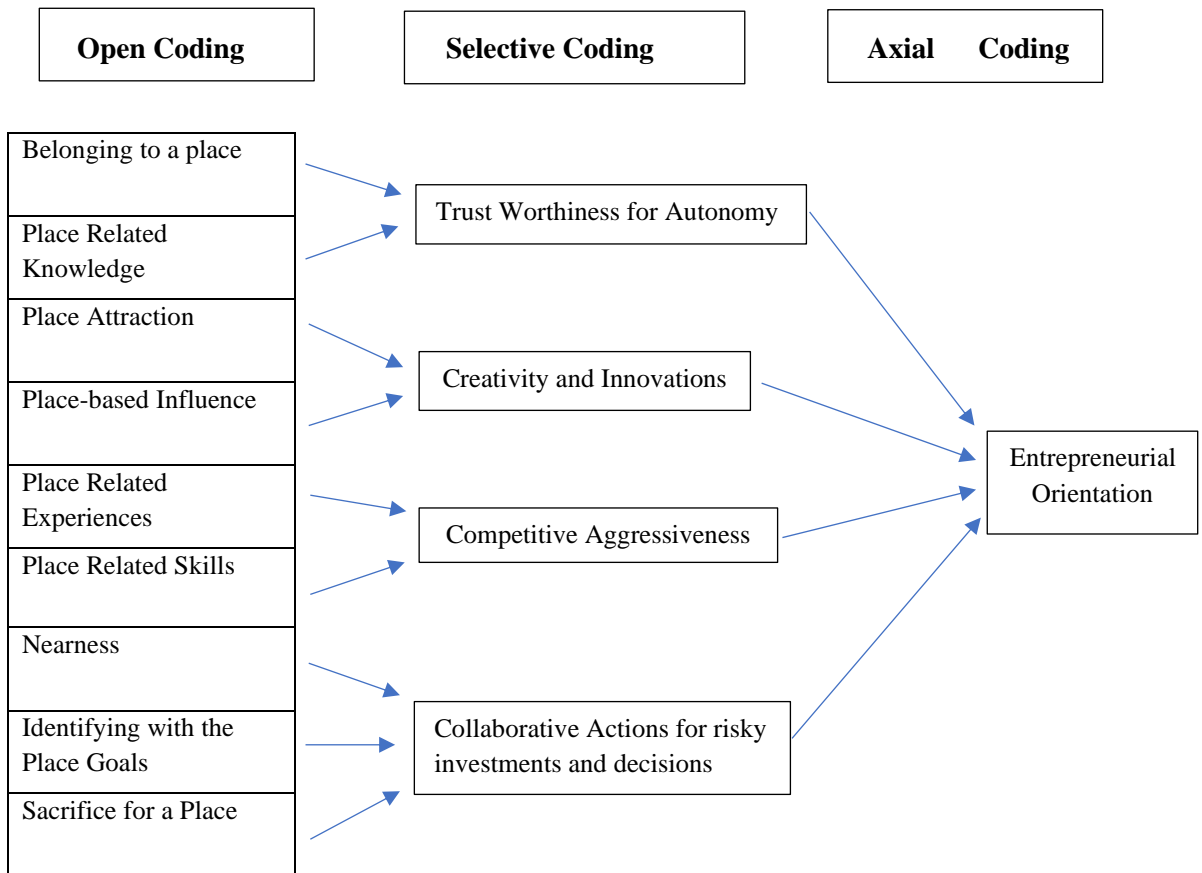 Open Coding
Selective Coding
Axial Coding
Belonging to a place
Place Related
Knowledge
Place Attraction
Place-based Influence
Place Related
Experiences
Place Related Skills
Nearness
Identifying with the
Place Goals
Sacrifice for a Place
Trust Worthiness for Autonomy
Creativity and Innovations
Competitive Aggressiveness
Collaborative Actions for risky
investments and decisions
Entrepreneurial
Orientation